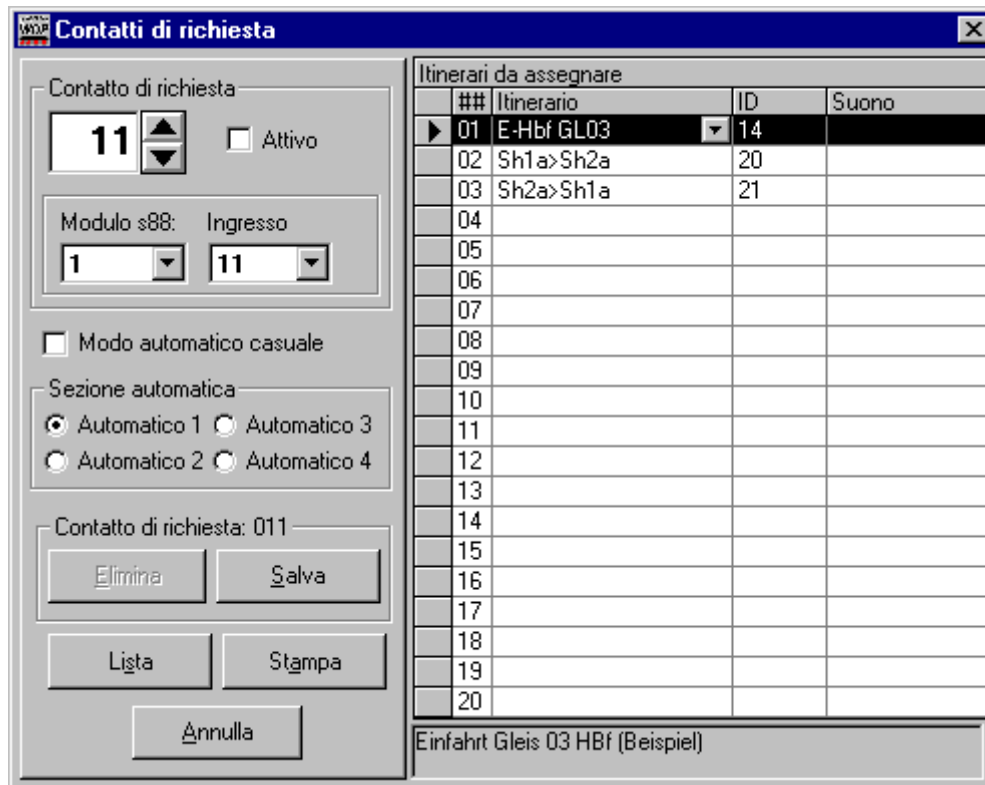 WDP Contatti di richiesta
Contatto di richiesta
11
Attivo
Modulo s88: Ingresso
1 11
Modo automatico casuale
Sezione automatica
Automatico 1 Automatico 3
Automatico 2 Automatico 4
Contatto di richiesta: 011
Elimina Salva
Lista Stampa
Annulla
Itinerari da assegnare
## Itinerario ID Suono
01 E-Hbf GL03 14
02 Sh1a>Sh2a 20
03 Sh2a>Sh1a 21
04
05
06
07
08
09
10
11
12
13
14
15
16
17
18
19
20
Einfahrt Gleis 03 HBf (Beispiel)